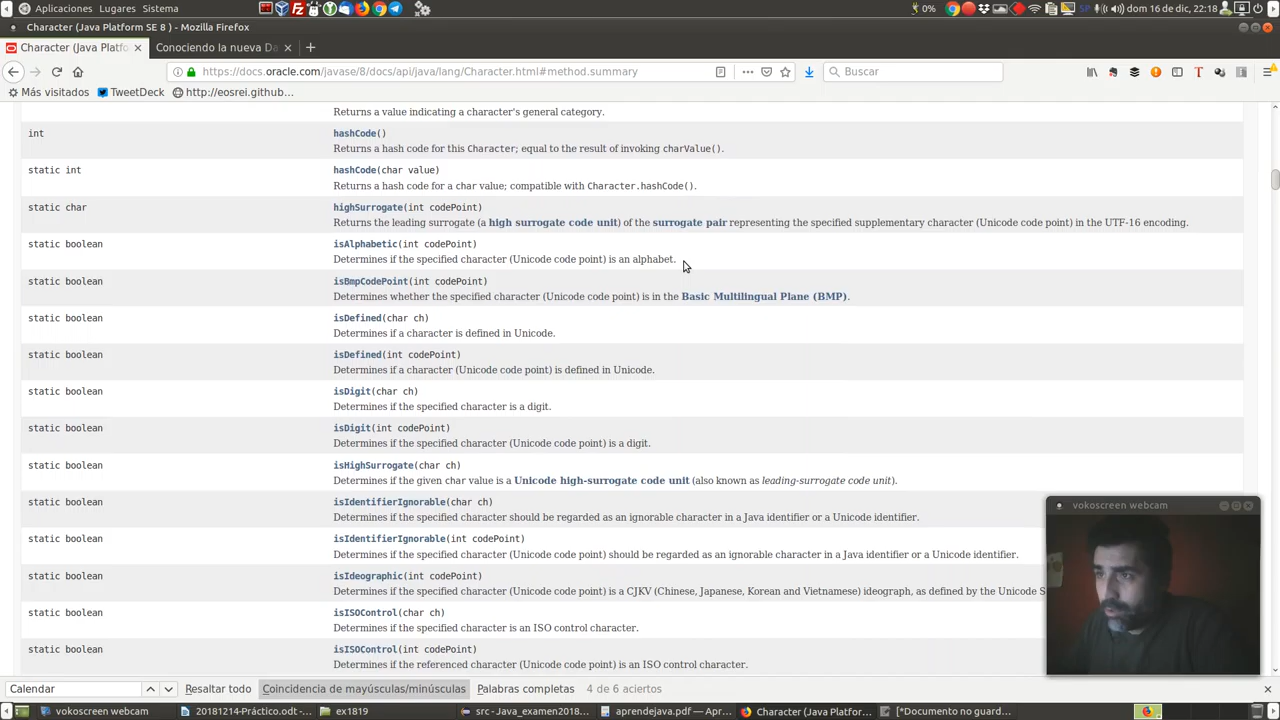 Aplicaciones Lugares Sistema
0% SP dom 16 de dic, 22:18
Character (Java Platform SE 8 ) - Mozilla Firefox
Character (Java Platfo
Conociendo la nueva Da
https://docs.oracle.com/javase/8/docs/api/java/lang/Character.html#method.summary
Buscar
Más visitados TweetDeck http://eosrei.github...
Returns a value indicating a character's general category.
int hashCode()
Returns a hash code for this Character; equal to the result of invoking charValue().
static int hashCode(char value)
Returns a hash code for a char value; compatible with Character.hashCode().
static char highSurrogate(int codePoint)
Returns the leading surrogate (a high surrogate code unit) of the surrogate pair representing the specified supplementary character (Unicode code point) in the UTF-16 encoding.
static boolean isAlphabetic(int codePoint)
Determines if the specified character (Unicode code point) is an alphabet.
static boolean isBmpCodePoint(int codePoint)
Determines whether the specified character (Unicode code point) is in the Basic Multilingual Plane (BMP).
static boolean isDefined(char ch)
Determines if a character is defined in Unicode.
static boolean isDefined(int codePoint)
Determines if a character (Unicode code point) is defined in Unicode.
static boolean isDigit(char ch)
Determines if the specified character is a digit.
static boolean isDigit(int codePoint)
Determines if the specified character (Unicode code point) is a digit.
static boolean isHighSurrogate(char ch)
Determines if the given char value is a Unicode high-surrogate code unit (also known as leading-surrogate code unit).
static boolean isIdentifierIgnorable(char ch)
Determines if the specified character should be regarded as an ignorable character in a Java identifier or a Unicode identifier.
static boolean isIdentifierIgnorable(int codePoint)
Determines if the specified character (Unicode code point) should be regarded as an ignorable character in a Java identifier or a Unicode identifier.
static boolean isIdeographic(int codePoint)
Determines if the specified character (Unicode code point) is a CJKV (Chinese, Japanese, Korean and Vietnamese) ideograph, as defined by the Unicode S
static boolean isISOControl(char ch)
Determines if the specified character is an ISO control character.
static boolean isISOControl(int codePoint)
Determines if the referenced character (Unicode code point) is an ISO control character.
vokoscreen webcam
Calendar
Resaltar todo Coincidencia de mayúsculas/minúsculas Palabras completas 4 de 6 aciertos
vokoscreen webcam 20181214-Práctico.odt -... ex1819 src - Java_examen2018... aprendejava.pdf — Apr... Character (Java Platfor... [*Documento no guard...